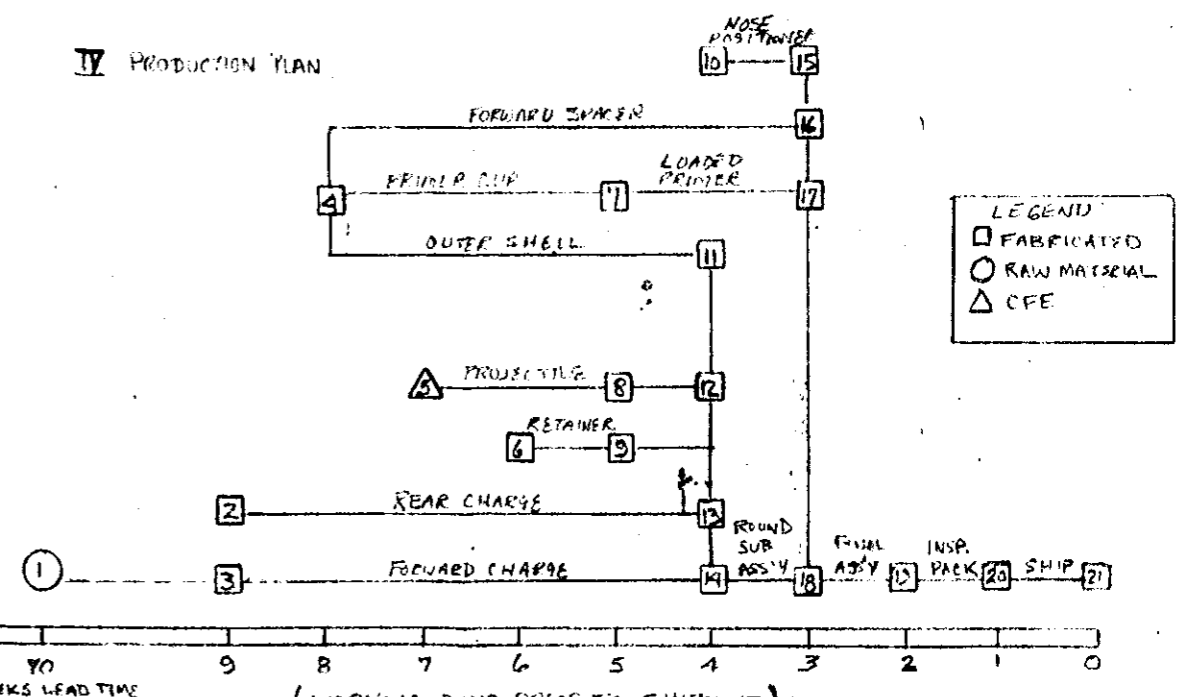 IV PRODUCTION PLAN
NOSE
POSITIONER
10
15
FORWARD SPACER
16
4
PRIMER CUP
7
LOADED
PRIMER
17
OUTER SHELL
11
LEGEND
FABRICATED
RAW MATERIAL
CFE
5
PROJECTILE
8
12
RETAINER
6
9
2
REAR CHARGE
13
1
3
FORWARD CHARGE
14
ROUND
SUB
ASS'Y
18
FINAL
ASS'Y
19
INSP.
PACK
20
SHIP
21
9 8 7 6 5 4 3 2 1 0
LEAD TIME